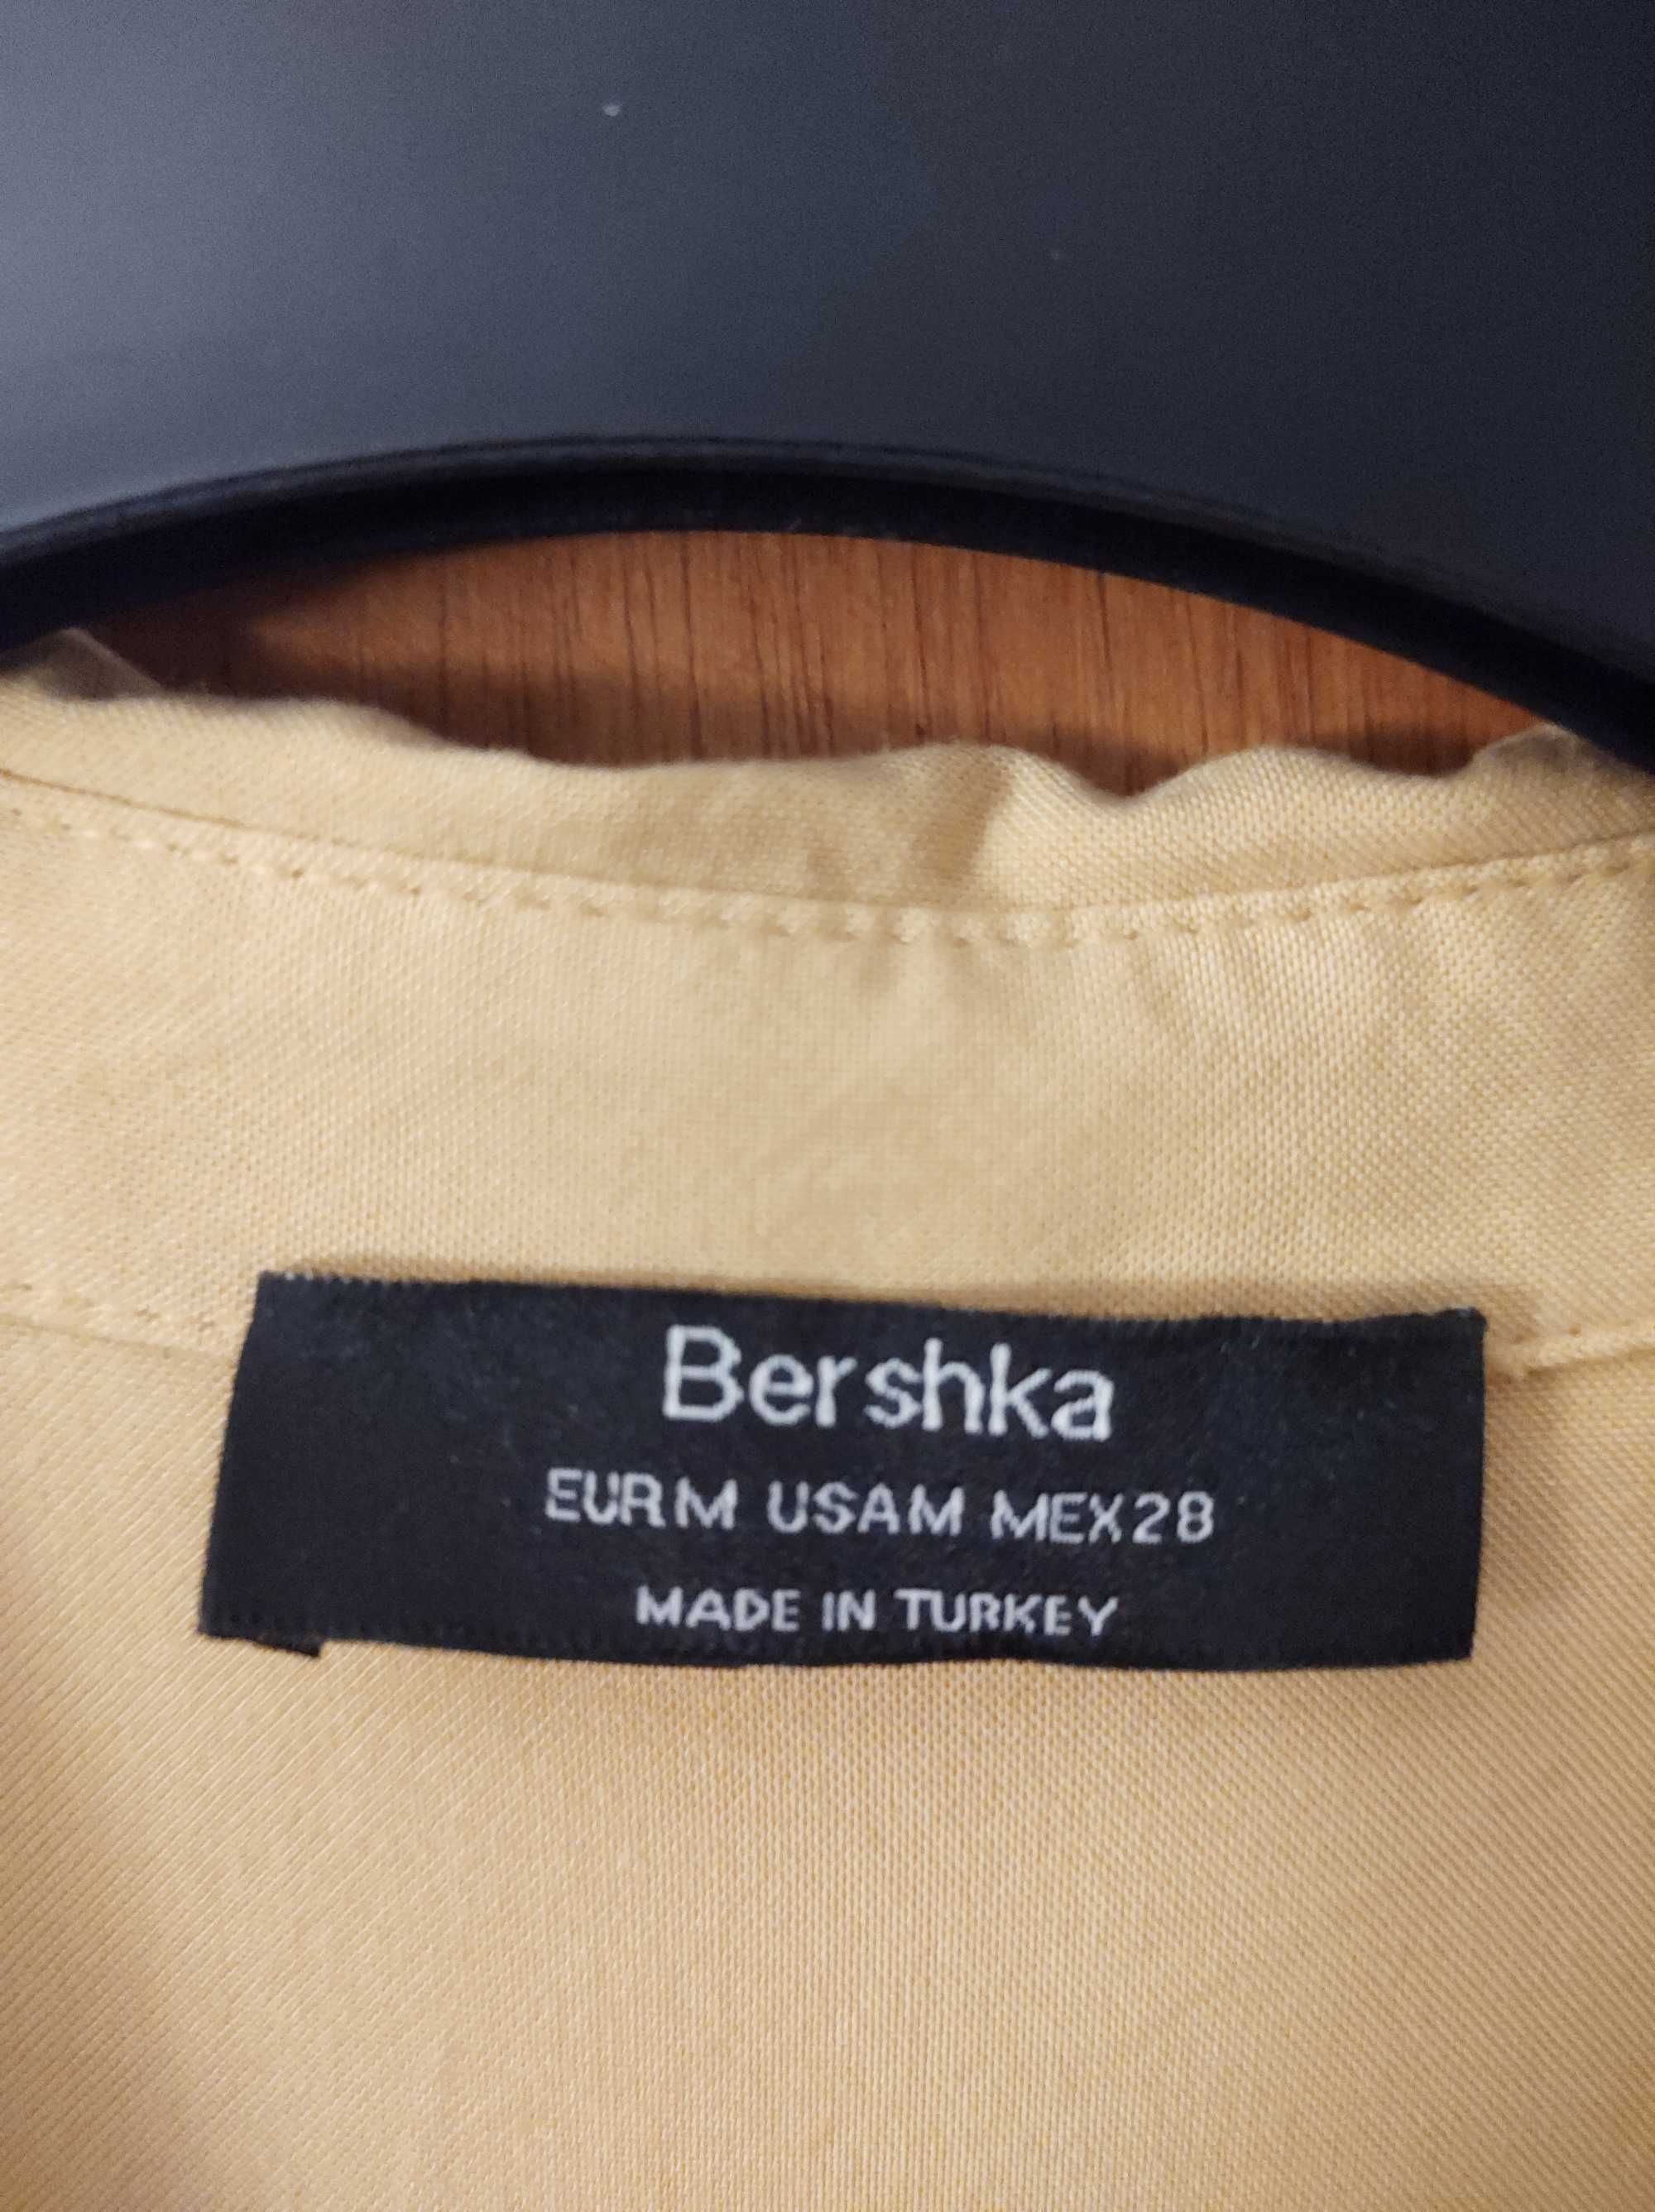 Bershka
EUR M USA M MEX 28
MADE IN TURKEY